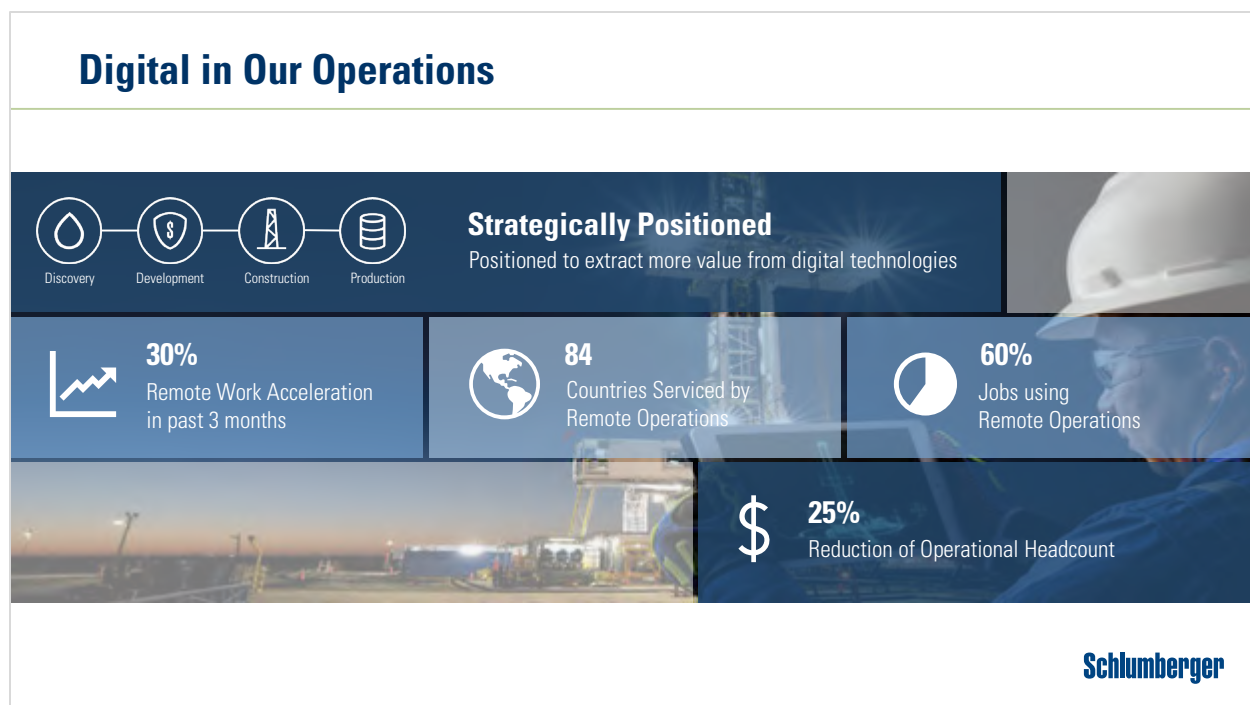 Digital in Our Operations
Strategically Positioned
Positioned to extract more value from digital technologies
Discovery
Development
Construction
Production
30%
Remote Work Acceleration
in past 3 months
84
Countries Serviced by
Remote Operations
60%
Jobs using
Remote Operations
$
25%
Reduction of Operational Headcount
Schlumberger